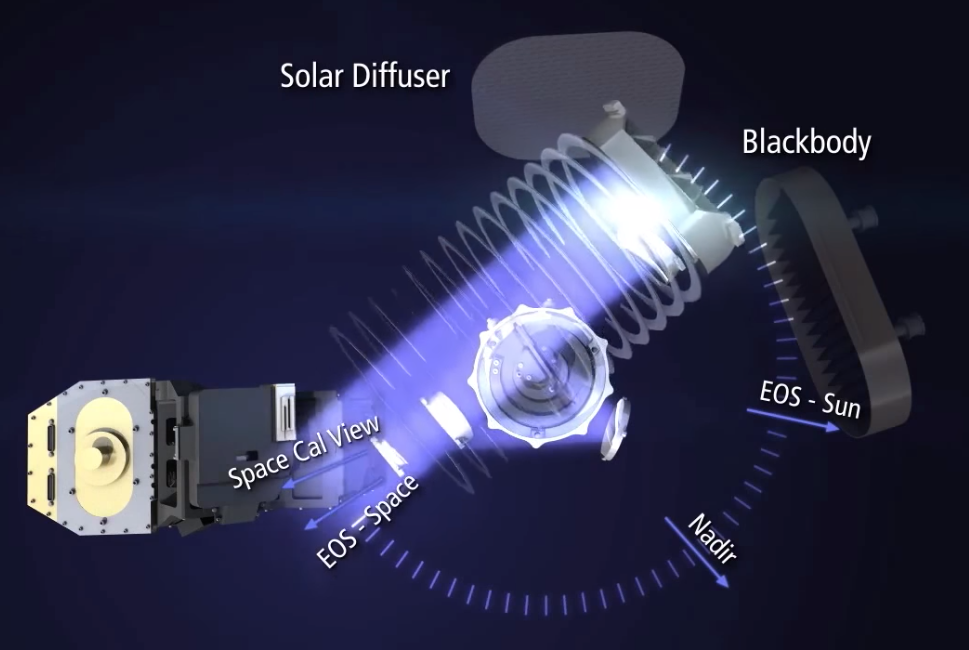 Solar Diffuser
Blackbody
EOS - Sun
Space Cal View
EOS - Space
Nadir